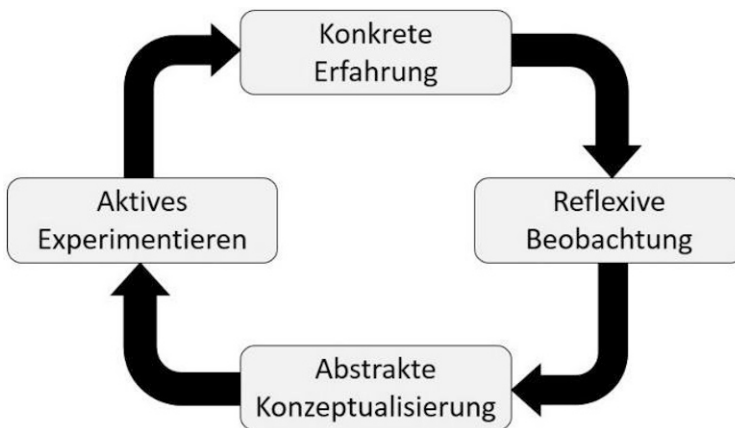 Konkrete
Erfahrung
Aktives
Experimentieren
Reflexive
Beobachtung
Abstrakte
Konzeptualisierung